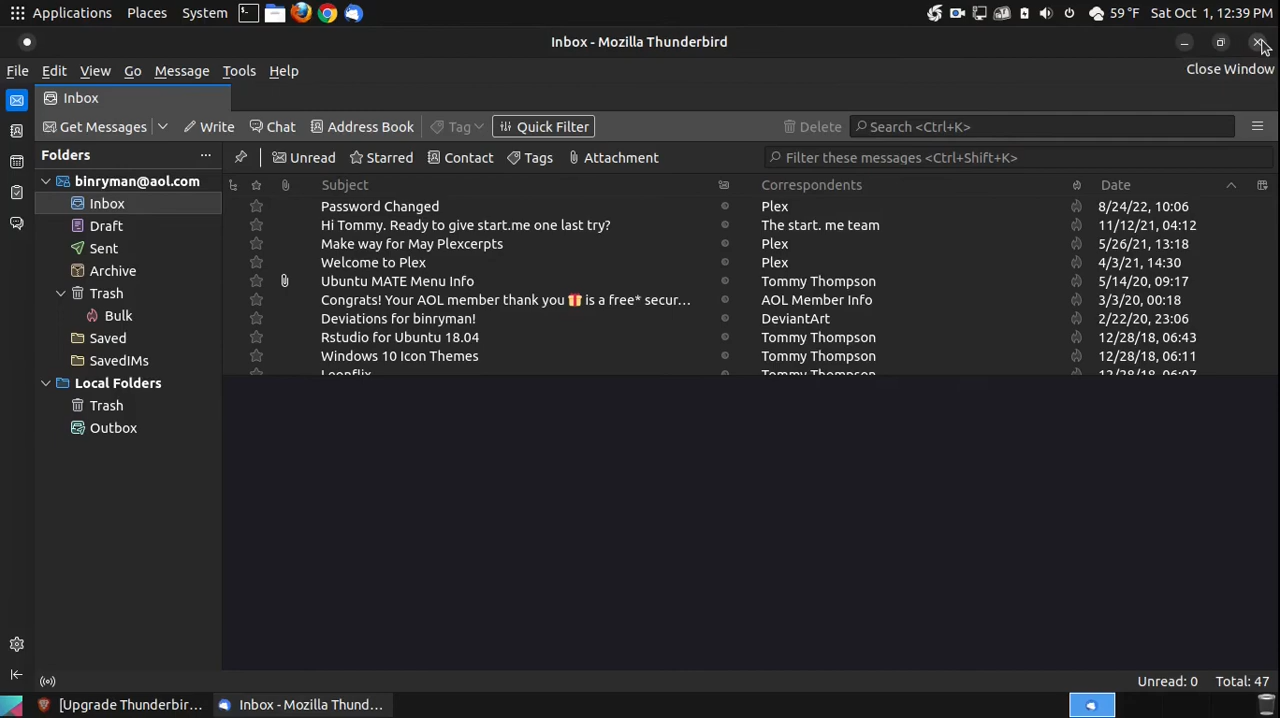 Applications Places System 59 °F Sat Oct 1, 12:39 PM
Inbox - Mozilla Thunderbird
File Edit View Go Message Tools Help
Close Window
Inbox
Get Messages Write Chat Address Book Tag Quick Filter Delete Search <Ctrl+K>
Folders ... Unread Starred Contact Tags Attachment Filter these messages <Ctrl+Shift+K>
binryman@aol.com Subject Correspondents Date
Inbox Password Changed Plex 8/24/22, 10:06
Draft Hi Tommy. Ready to give start.me one last try? The start. me team 11/12/21, 04:12
Sent Make way for May Plexcerpts Plex 5/26/21, 13:18
Archive Welcome to Plex Plex 4/3/21, 14:30
Ubuntu MATE Menu Info Tommy Thompson 5/14/20, 09:17
Trash Congrats! Your AOL member thank you 🎁 is a free* secur... AOL Member Info 3/3/20, 00:18
Bulk Deviations for binryman! DeviantArt 2/22/20, 23:06
Saved Rstudio for Ubuntu 18.04 Tommy Thompson 12/28/18, 06:43
SavedIMs Windows 10 Icon Themes Tommy Thompson 12/28/18, 06:11
Loonflix Tommy Thompson 12/28/18, 06:07
Local Folders
Trash
Outbox
Unread: 0 Total: 47
[Upgrade Thunderbir... Inbox - Mozilla Thund...